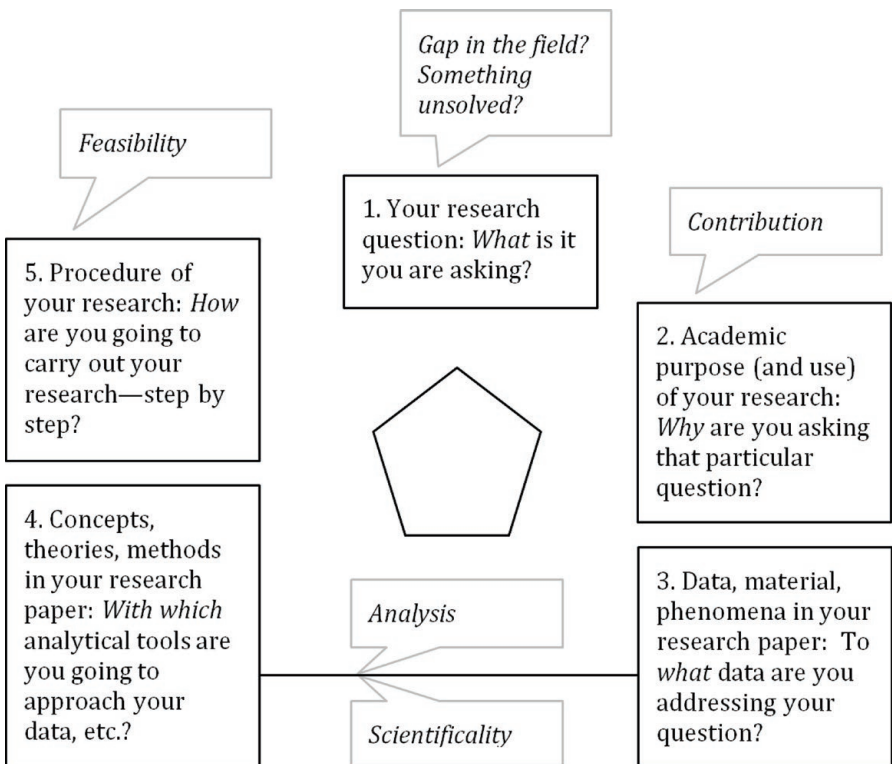 Gap in the field?
Something
unsolved?
Feasibility
1. Your research
question: What is it
you are asking?
Contribution
5. Procedure of
your research: How
are you going to
carry out your
research—step by
step?
2. Academic
purpose (and use)
of your research:
Why are you asking
that particular
question?
4. Concepts,
theories, methods
in your research
paper: With which
analytical tools are
you going to
approach your
data, etc.?
Analysis
Scientificality
3. Data, material,
phenomena in your
research paper: To
what data are you
addressing your
question?